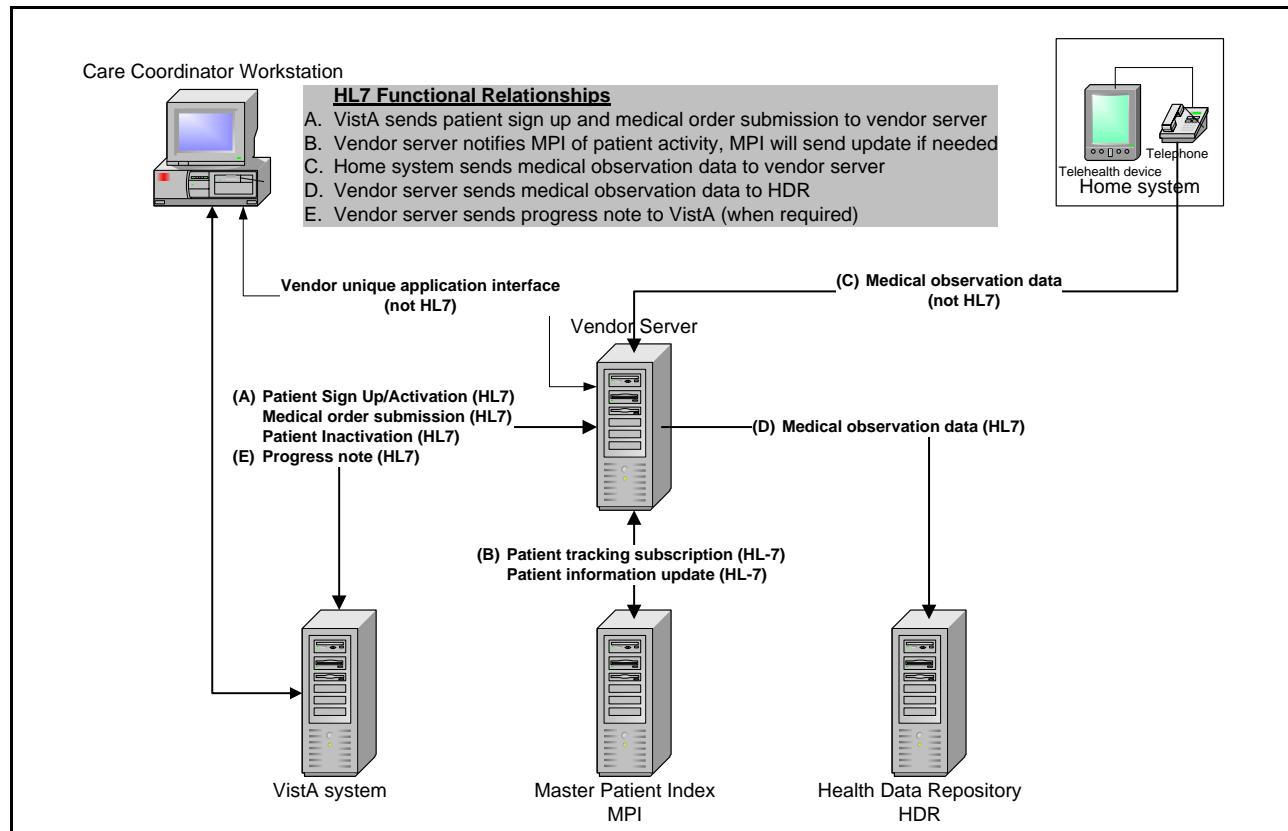 Care Coordinator Workstation
HL7 Functional Relationships
A. VistA sends patient sign up and medical order submission to vendor server
B. Vendor server notifies MPI of patient activity, MPI will send update if needed
C. Home system sends medical observation data to vendor server
D. Vendor server sends medical observation data to HDR
E. Vendor server sends progress note to VistA (when required)
Telephone
Telehealth device
Home system
Vendor unique application interface
(not HL7)
(C) Medical observation data
(not HL7)
Vendor Server
(A) Patient Sign Up/Activation (HL7)
Medical order submission (HL7)
Patient Inactivation (HL7)
(E) Progress note (HL7)
(D) Medical observation data (HL7)
(B) Patient tracking subscription (HL-7)
Patient information update (HL-7)
VistA system
Master Patient Index
MPI
Health Data Repository
HDR